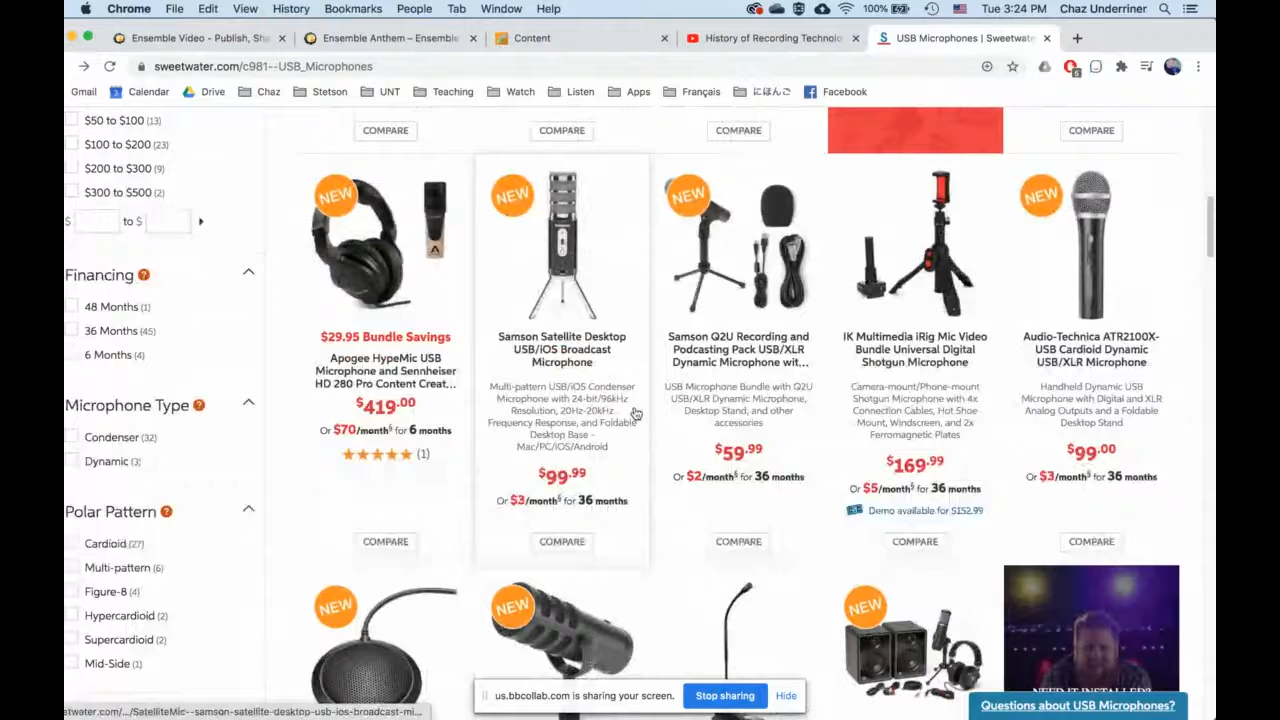 Chrome File Edit View History Bookmarks People Tab Window Help 100% Tue 3:24 PM Chaz Underriner
Ensemble Video - Publish, Sha
Ensemble Anthem – Ensemble
Content
History of Recording Technolo
USB Microphones | Sweetwate
sweetwater.com/c981--USB_Microphones
Gmail Calendar Drive Chaz Stetson UNT Teaching Watch Listen Apps Français にほんご Facebook
$50 to $100 (13)
$100 to $200 (23)
$200 to $300 (9)
$300 to $500 (2)
$ to $
Financing ?
48 Months (1)
36 Months (45)
6 Months (4)
Microphone Type ?
Condenser (32)
Dynamic (3)
Polar Pattern ?
Cardioid (27)
Multi-pattern (6)
Figure-8 (4)
Hypercardioid (2)
Supercardioid (2)
Mid-Side (1)
COMPARE COMPARE COMPARE COMPARE
NEW
$29.95 Bundle Savings
Apogee HypeMic USB
Microphone and Sennheiser
HD 280 Pro Content Creat...
$419.00
Or $70/month§ for 6 months
(1)
COMPARE
NEW
Samson Satellite Desktop
USB/iOS Broadcast
Microphone
Multi-pattern USB/iOS Condenser
Microphone with 24-bit/96kHz
Resolution, 20Hz-20kHz
Frequency Response, and Foldable
Desktop Base -
Mac/PC/iOS/Android
$99.99
Or $3/month§ for 36 months
COMPARE
NEW
Samson Q2U Recording and
Podcasting Pack USB/XLR
Dynamic Microphone wit...
USB Microphone Bundle with Q2U
USB/XLR Dynamic Microphone,
Desktop Stand, and other
accessories
$59.99
Or $2/month§ for 36 months
COMPARE
IK Multimedia iRig Mic Video
Bundle Universal Digital
Shotgun Microphone
Camera-mount/Phone-mount
Shotgun Microphone with 4x
Connection Cables, Hot Shoe
Mount, Windscreen, and 2x
Ferromagnetic Plates
$169.99
Or $5/month§ for 36 months
Demo available for $152.99
COMPARE
NEW
Audio-Technica ATR2100X-
USB Cardioid Dynamic
USB/XLR Microphone
Handheld Dynamic USB
Microphone with Digital and XLR
Analog Outputs and a Foldable
Desktop Stand
$99.00
Or $3/month§ for 36 months
COMPARE
NEW
NEW
NEW
NEED IT INSTALLED?
us.bbcollab.com is sharing your screen. Stop sharing Hide
Questions about USB Microphones?
etwater.com/.../SatelliteMic--samson-satellite-desktop-usb-ios-broadcast-mi...